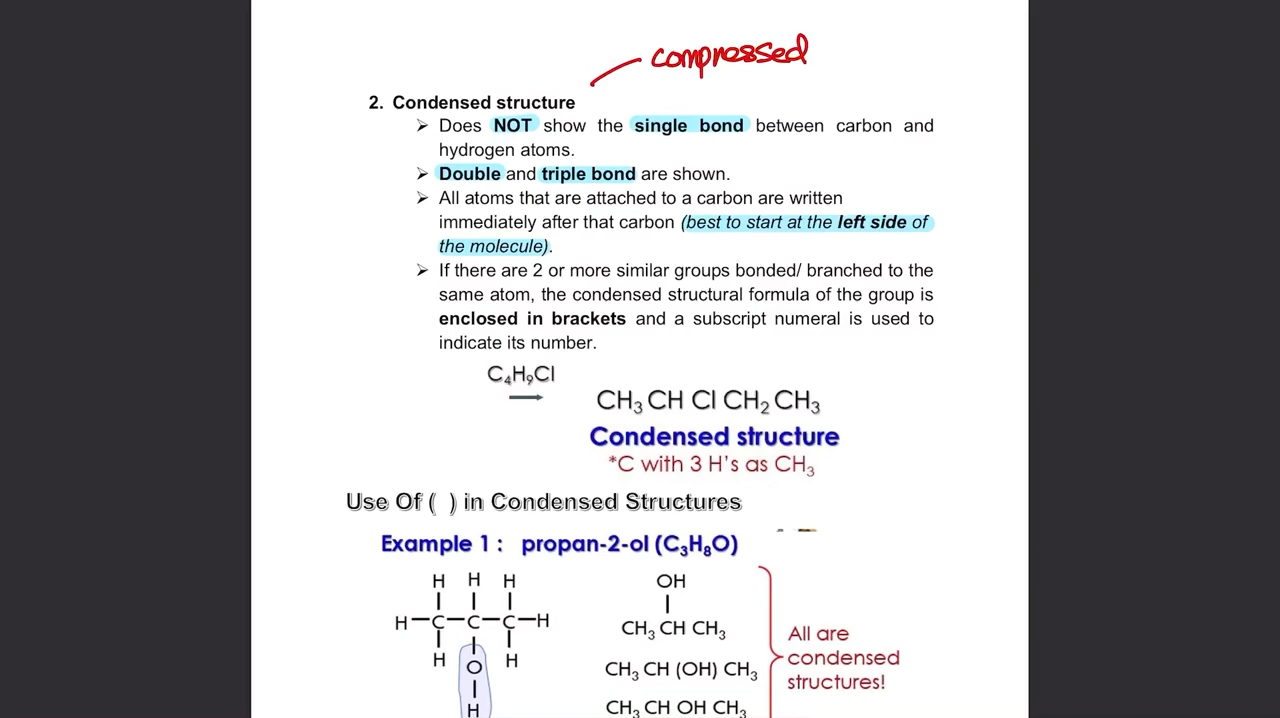 compressed
2. Condensed structure
➢ Does NOT show the single bond between carbon and
hydrogen atoms.
➢ Double and triple bond are shown.
➢ All atoms that are attached to a carbon are written
immediately after that carbon (best to start at the left side of
the molecule).
➢ If there are 2 or more similar groups bonded/ branched to the
same atom, the condensed structural formula of the group is
enclosed in brackets and a subscript numeral is used to
indicate its number.
C₄H₉Cl
CH₃ CH Cl CH₂ CH₃
Condensed structure
*C with 3 H's as CH₃
Use Of ( ) in Condensed Structures
Example 1 : propan-2-ol (C₃H₈O)
H H H
H C C C H
H O H
H
OH
CH₃ CH CH₃
CH₃ CH (OH) CH₃
CH₃ CH OH CH₃
All are
condensed
structures!